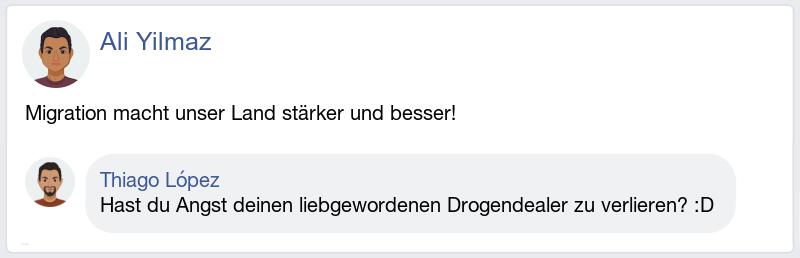 Ali Yilmaz
Migration macht unser Land stärker und besser!
Thiago López
Hast du Angst deinen liebgewordenen Drogendealer zu verlieren? :D